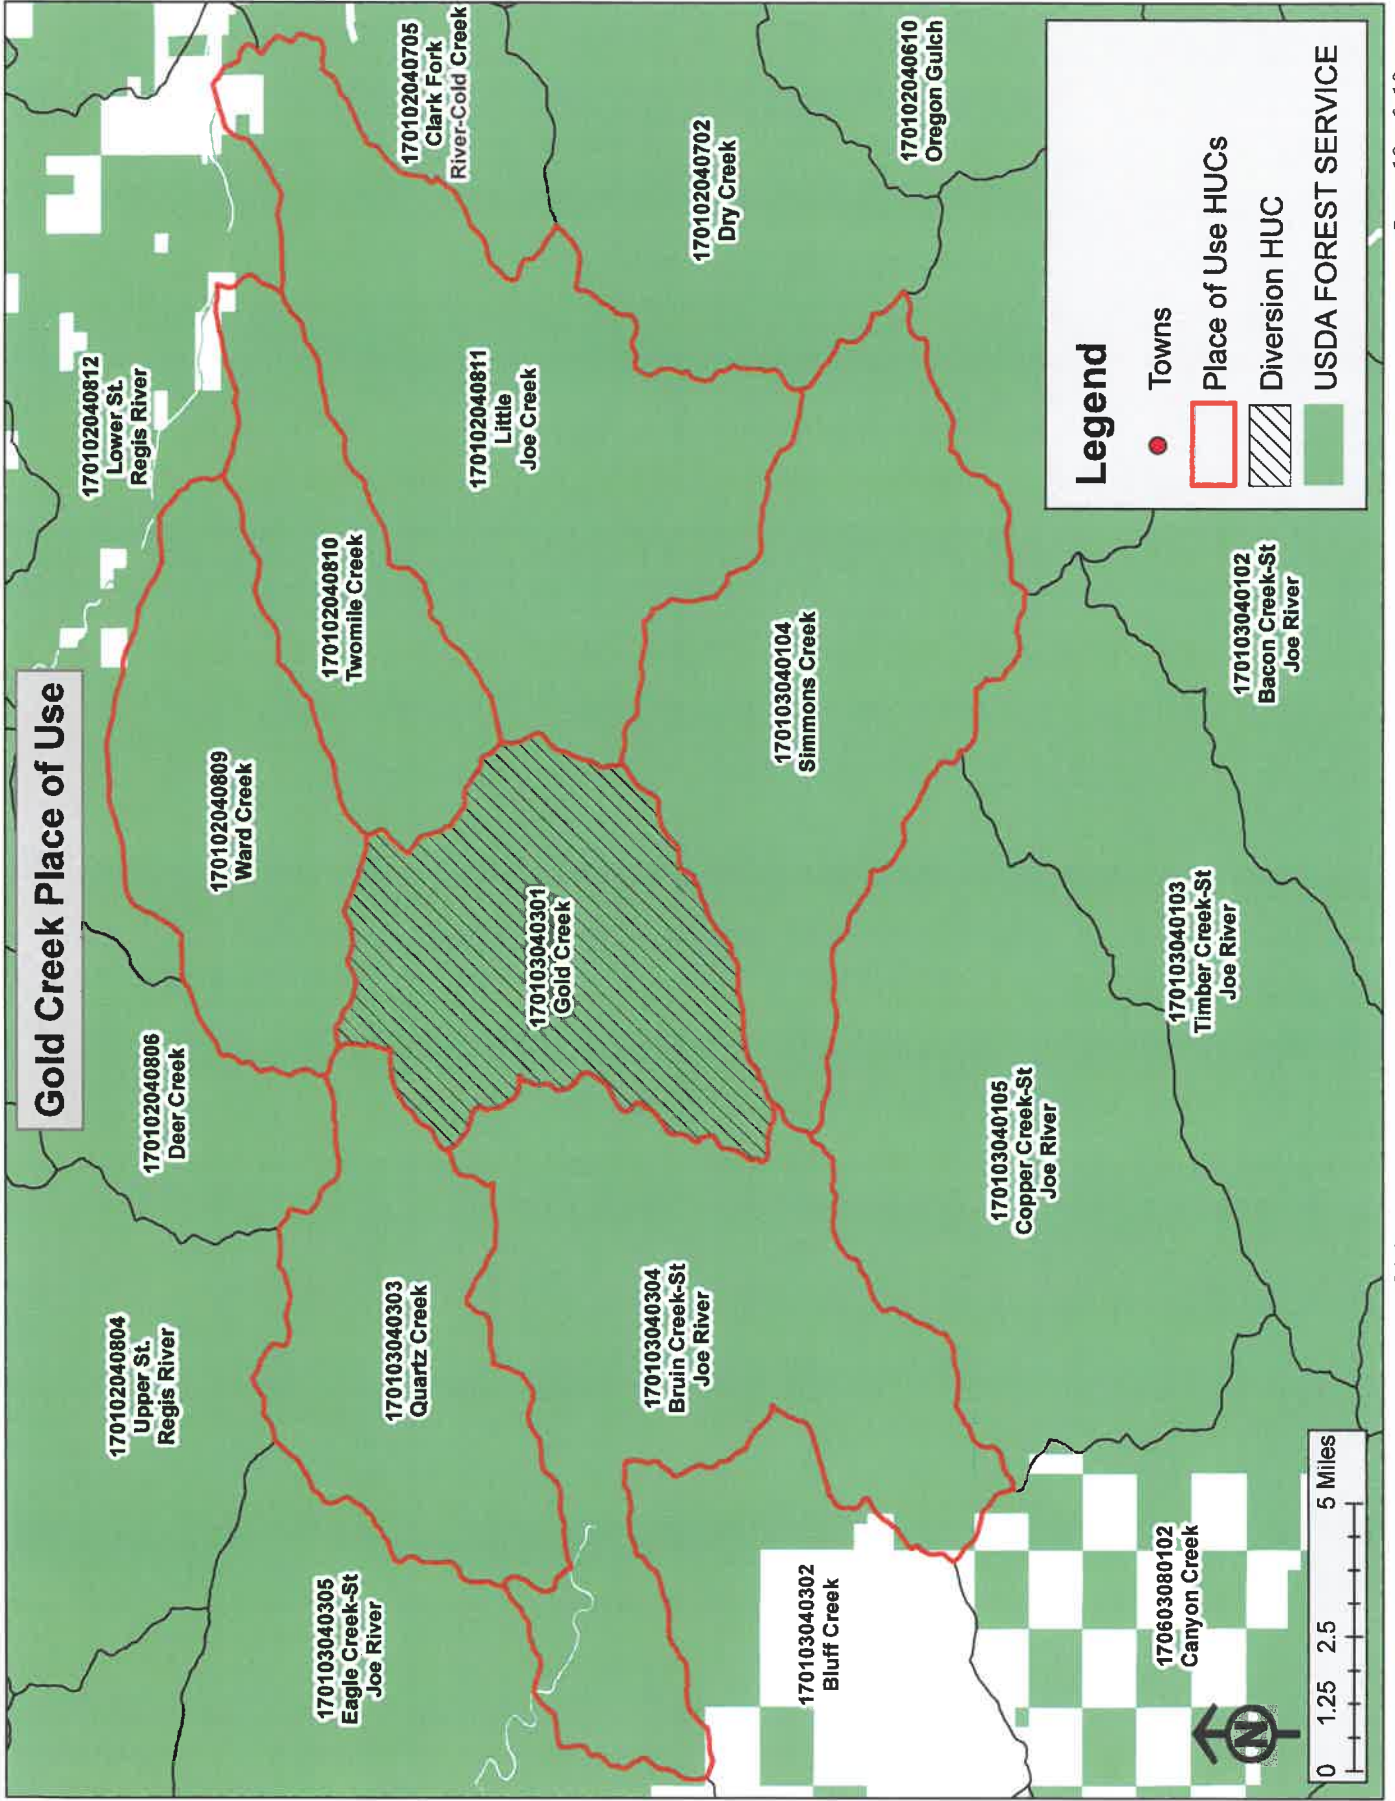 Gold Creek Place of Use
170102040804
Upper St.
Regis River
170102040806
Deer Creek
170102040812
Lower St.
Regis River
170102040809
Ward Creek
170102040810
Twomile Creek
170102040705
Clark Fork
River-Cold Creek
170103040305
Eagle Creek-St
Joe River
170103040303
Quartz Creek
170103040301
Gold Creek
170102040811
Little
Joe Creek
170102040702
Dry Creek
170103040304
Bruin Creek-St
Joe River
170103040104
Simmons Creek
170102040610
Oregon Gulch
170103040302
Bluff Creek
170103040105
Copper Creek-St
Joe River
170603080102
Canyon Creek
170103040103
Timber Creek-St
Joe River
170103040102
Bacon Creek-St
Joe River
Legend
Towns
Place of Use HUCs
Diversion HUC
USDA FOREST SERVICE
N
0 1.25 2.5 5 Miles